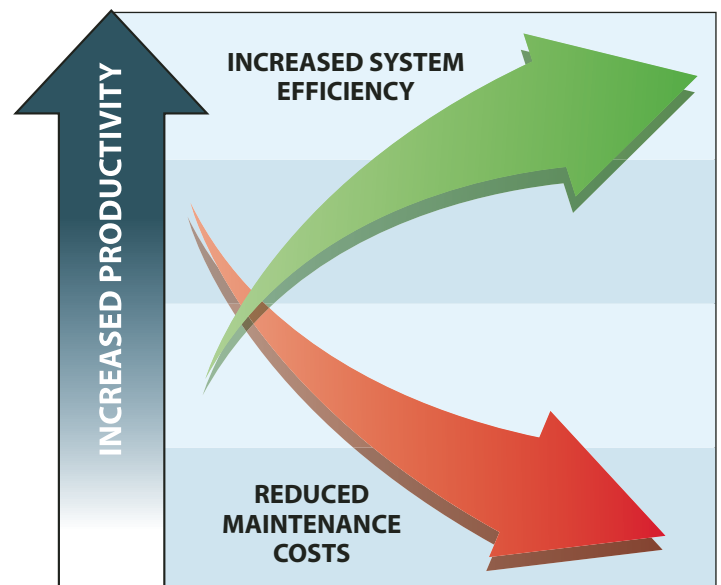 INCREASED PRODUCTIVITY
INCREASED SYSTEM
EFFICIENCY
REDUCED
MAINTENANCE
COSTS